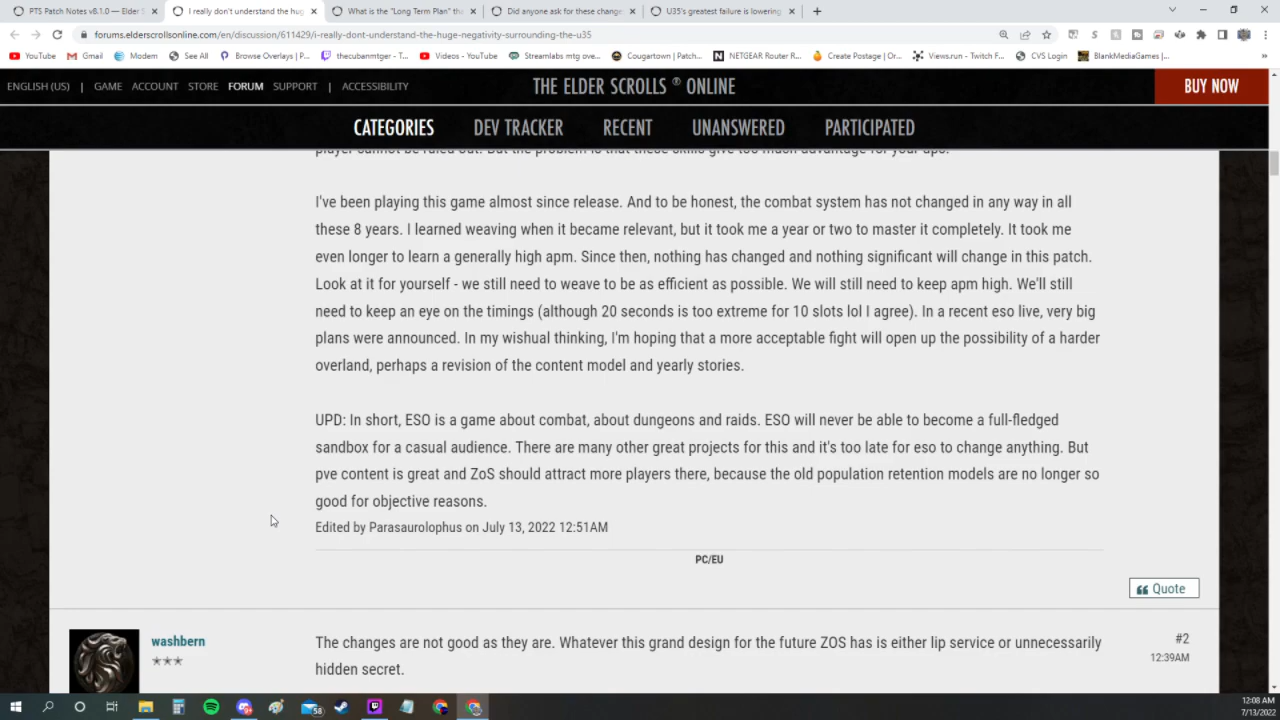 PTS Patch Notes v8.1.0 — Elder S
I really don't understand the hug
What is the "Long Term Plan" th
Did anyone ask for these change
U35's greatest failure is lowering
forums.elderscrollsonline.com/en/discussion/611429/i-really-dont-understand-the-huge-negativity-surrounding-the-u35
YouTube
Gmail
Modem
See All
Browse Overlays | P...
thecubanmtger - T...
Videos - YouTube
Streamlabs mtg ove...
Cougartown | Patch...
NETGEAR Router R...
Create Postage | Or...
Views.run - Twitch F...
CVS Login
BlankMediaGames |...
ENGLISH (US) | GAME ACCOUNT STORE FORUM SUPPORT | ACCESSIBILITY
THE ELDER SCROLLS ® ONLINE
BUY NOW
CATEGORIES DEV TRACKER RECENT UNANSWERED PARTICIPATED
player cannot be ruled out. But the problem is that these skills give too much advantage for your dps.
I've been playing this game almost since release. And to be honest, the combat system has not changed in any way in all
these 8 years. I learned weaving when it became relevant, but it took me a year or two to master it completely. It took me
even longer to learn a generally high apm. Since then, nothing has changed and nothing significant will change in this patch.
Look at it for yourself - we still need to weave to be as efficient as possible. We will still need to keep apm high. We'll still
need to keep an eye on the timings (although 20 seconds is too extreme for 10 slots lol I agree). In a recent eso live, very big
plans were announced. In my wishual thinking, I'm hoping that a more acceptable fight will open up the possibility of a harder
overland, perhaps a revision of the content model and yearly stories.
UPD: In short, ESO is a game about combat, about dungeons and raids. ESO will never be able to become a full-fledged
sandbox for a casual audience. There are many other great projects for this and it's too late for eso to change anything. But
pve content is great and ZoS should attract more players there, because the old population retention models are no longer so
good for objective reasons.
Edited by Parasaurolophus on July 13, 2022 12:51AM
PC/EU
Quote
washbern
The changes are not good as they are. Whatever this grand design for the future ZOS has is either lip service or unnecessarily
hidden secret.
#2
12:39AM
58
12:08 AM
7/13/2022